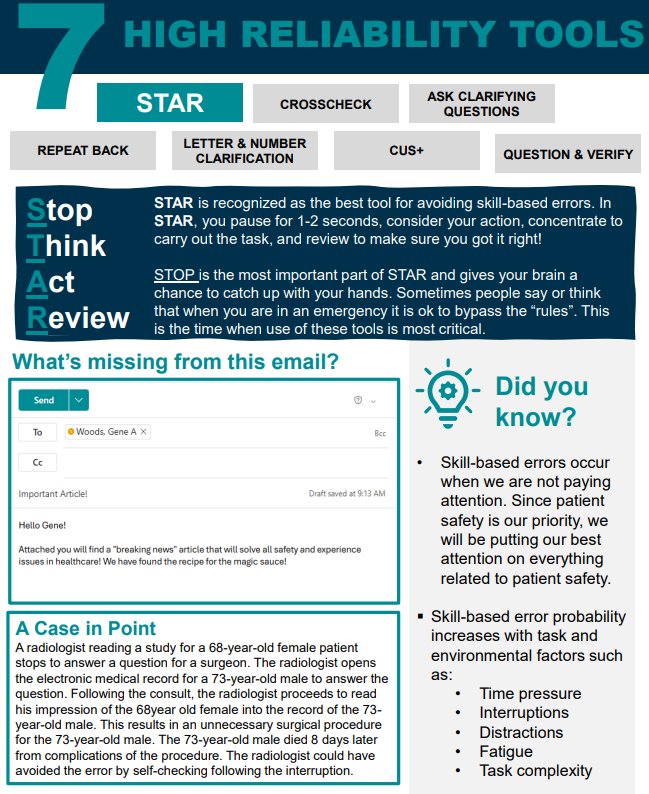 7 HIGH RELIABILITY TOOLS
STAR
CROSSCHECK
ASK CLARIFYING
QUESTIONS
REPEAT BACK
LETTER & NUMBER
CLARIFICATION
CUS+
QUESTION & VERIFY
Stop
Think
Act
Review
STAR is recognized as the best tool for avoiding skill-based errors. In
STAR, you pause for 1-2 seconds, consider your action, concentrate to
carry out the task, and review to make sure you got it right!
STOP is the most important part of STAR and gives your brain a
chance to catch up with your hands. Sometimes people say or think
that when you are in an emergency it is ok to bypass the “rules”. This
is the time when use of these tools is most critical.
What’s missing from this email?
Send
To
Woods, Gene A
Bcc
Cc
Important Article!
Draft saved at 9:13 AM
Hello Gene!
Attached you will find a "breaking news" article that will solve all safety and experience
issues in healthcare! We have found the recipe for the magic sauce!
A Case in Point
A radiologist reading a study for a 68-year-old female patient
stops to answer a question for a surgeon. The radiologist opens
the electronic medical record for a 73-year-old male to answer the
question. Following the consult, the radiologist proceeds to read
his impression of the 68year old female into the record of the 73-
year-old male. This results in an unnecessary surgical procedure
for the 73-year-old male. The 73-year-old male died 8 days later
from complications of the procedure. The radiologist could have
avoided the error by self-checking following the interruption.
Did you
know?
• Skill-based errors occur
when we are not paying
attention. Since patient
safety is our priority, we
will be putting our best
attention on everything
related to patient safety.
▪ Skill-based error probability
increases with task and
environmental factors such
as:
• Time pressure
• Interruptions
• Distractions
• Fatigue
• Task complexity